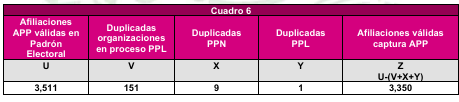 Cuadro 6
Afiliaciones APP válidas en Padrón Electoral	Duplicadas organizaciones en proceso PPL	Duplicadas PPN	Duplicadas PPL	Afiliaciones válidas captura APP
U	V	X	Y	Z U-(V+X+Y)
3,511	151	9	1	3,350